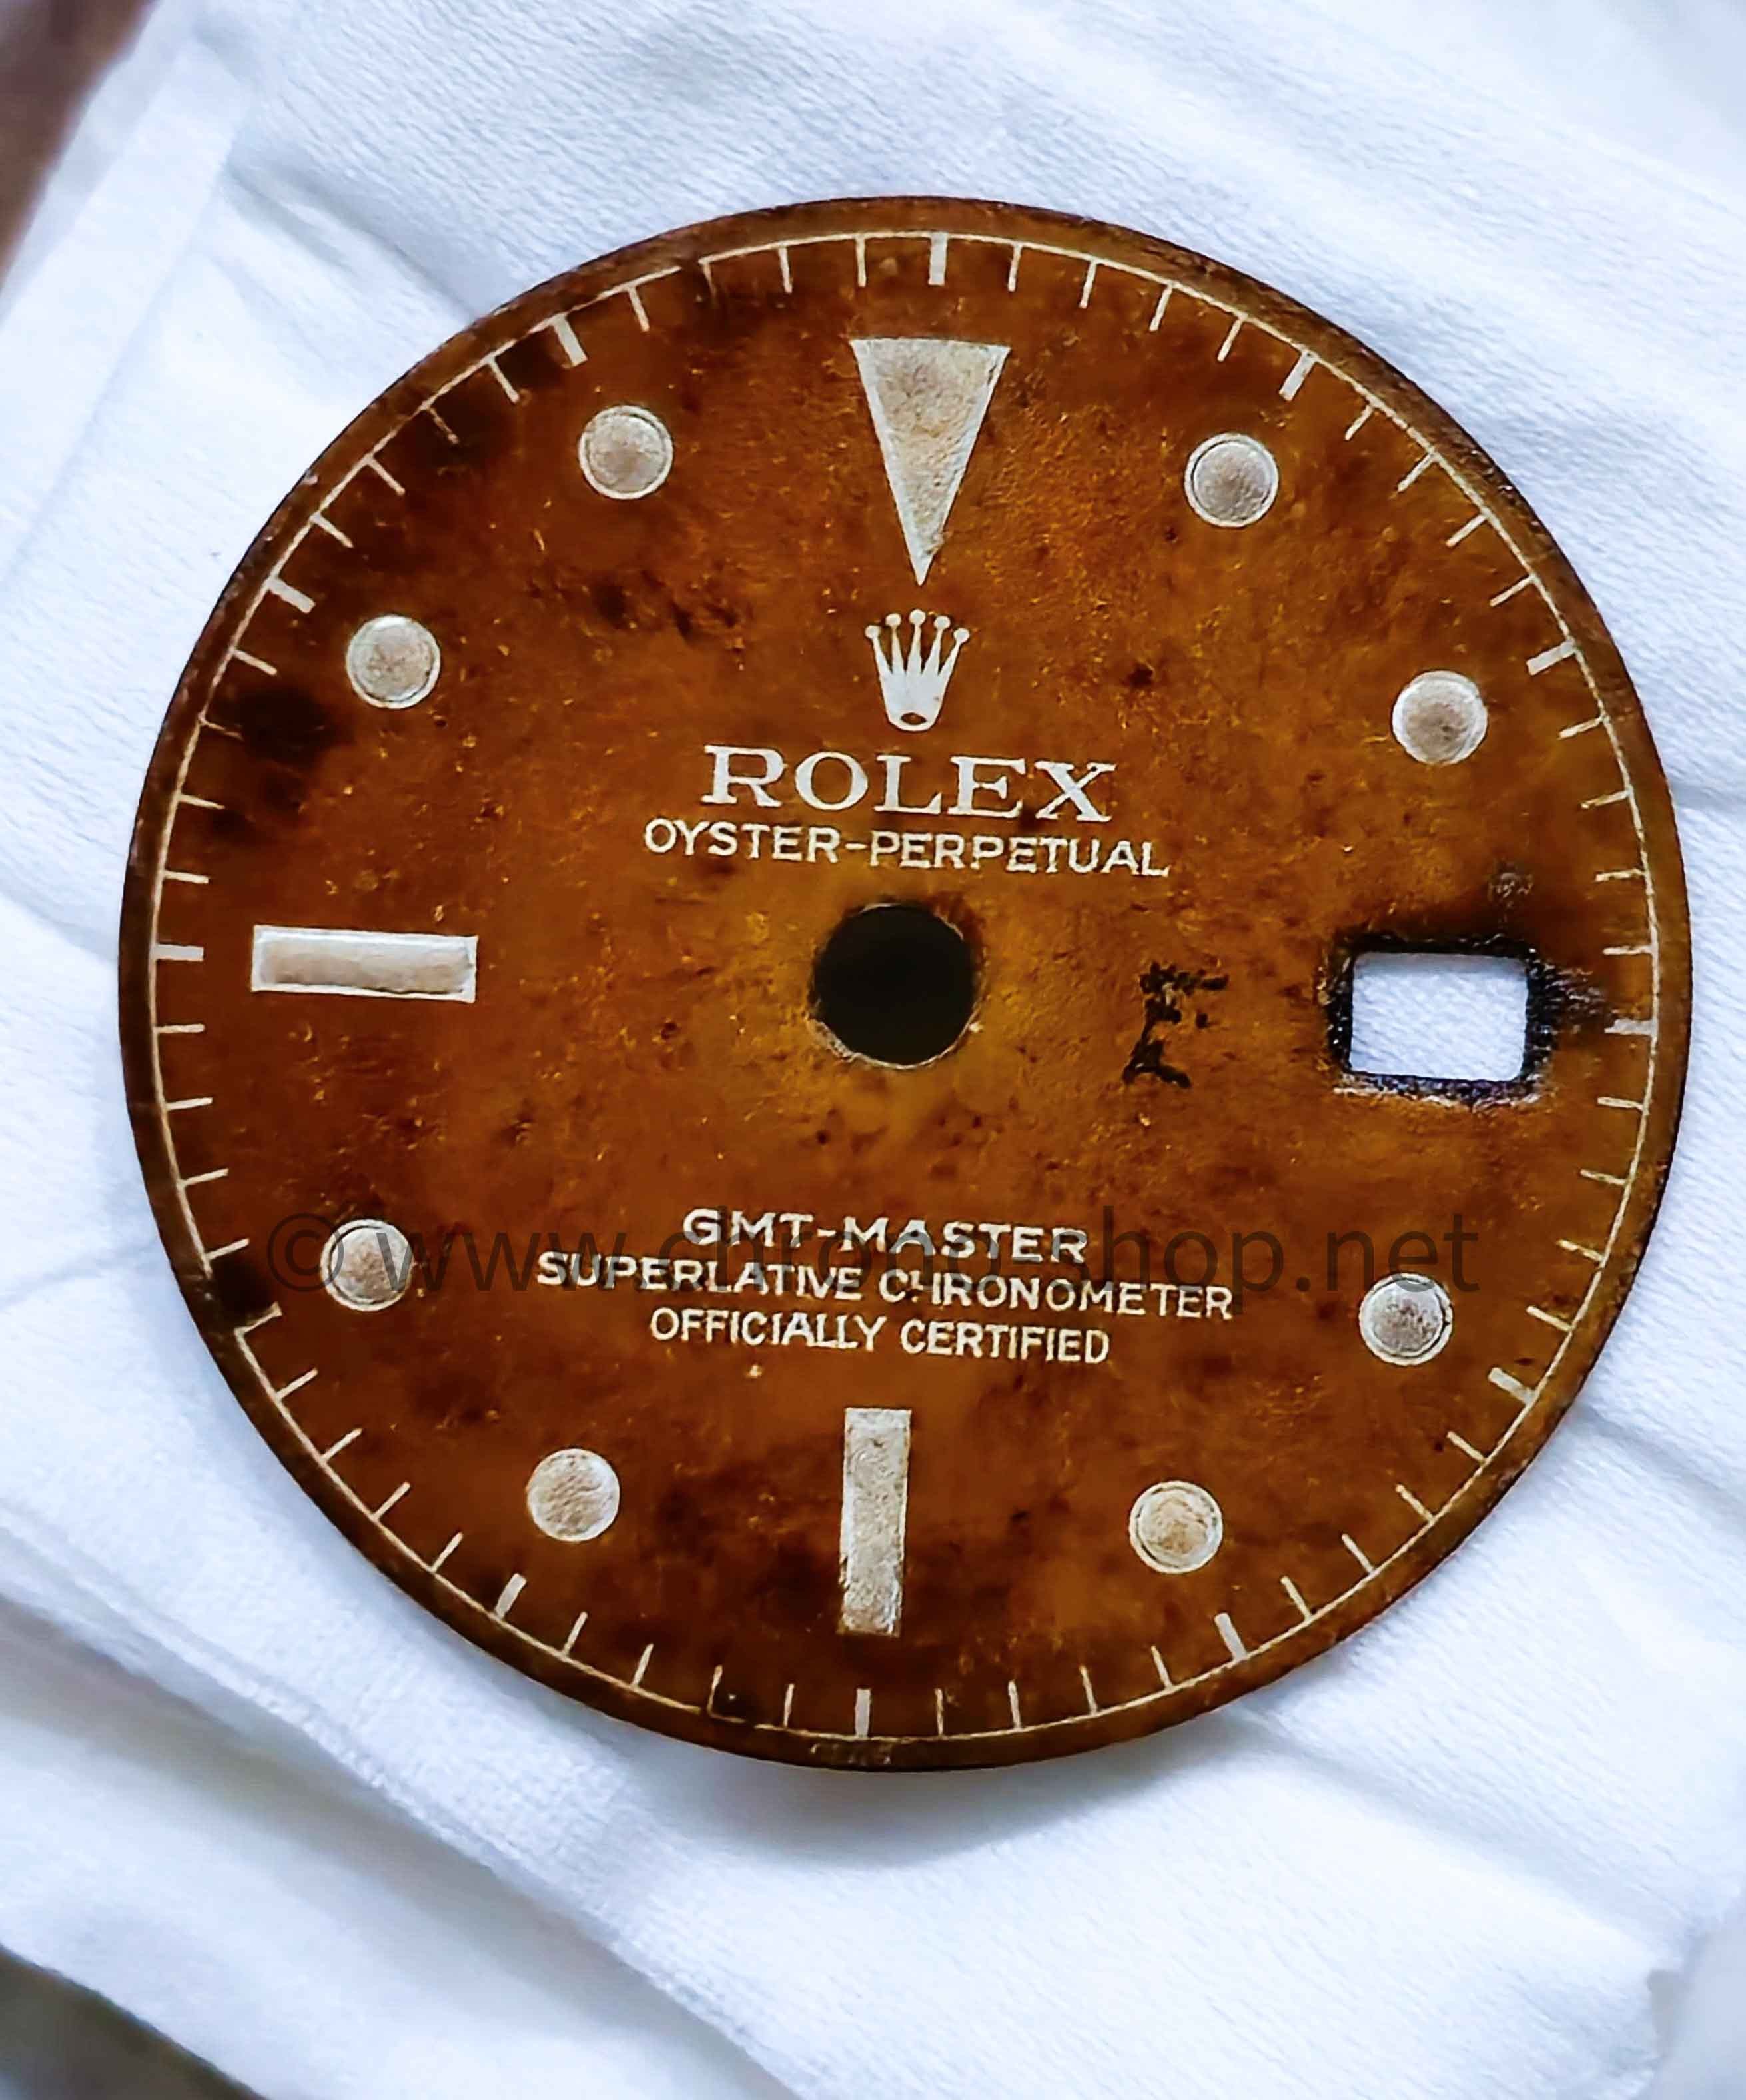 ROLEX
OYSTER-PERPETUAL
GMT-MASTER
SUPERLATIVE CHRONOMETER
OFFICIALLY CERTIFIED
© www.chrono-shop.net